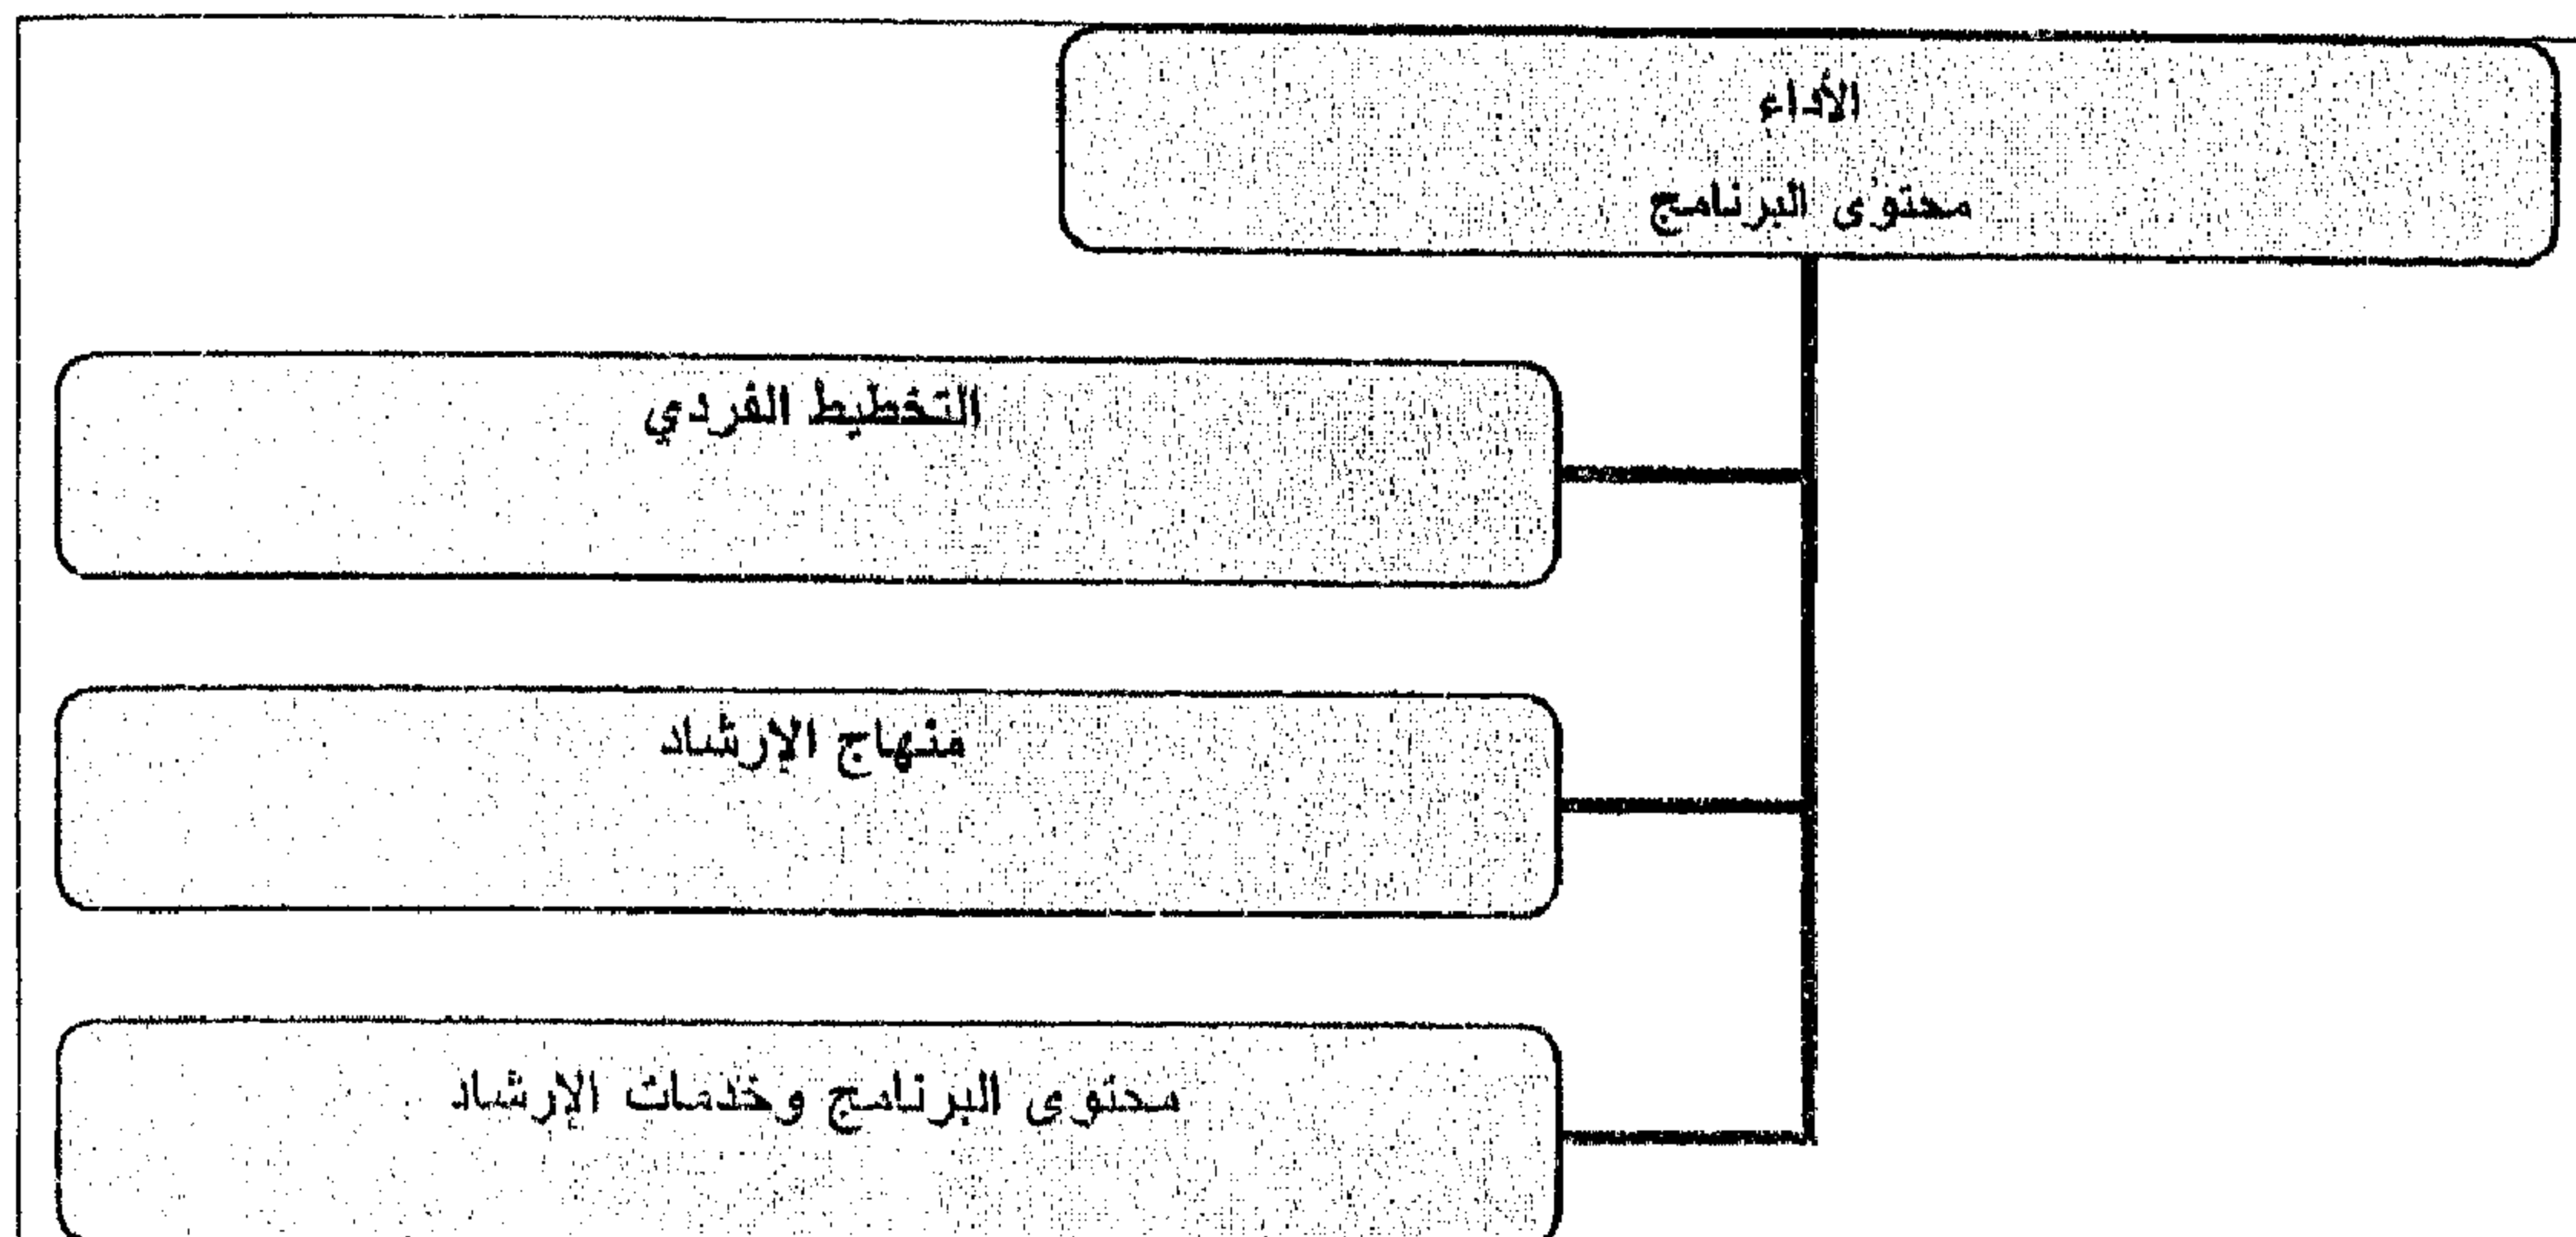 الأداء
محتوى البرنامج
التخطيط الفردي
منهاج الإرشاد
محتوى البرنامج وخدمات الإرشاد